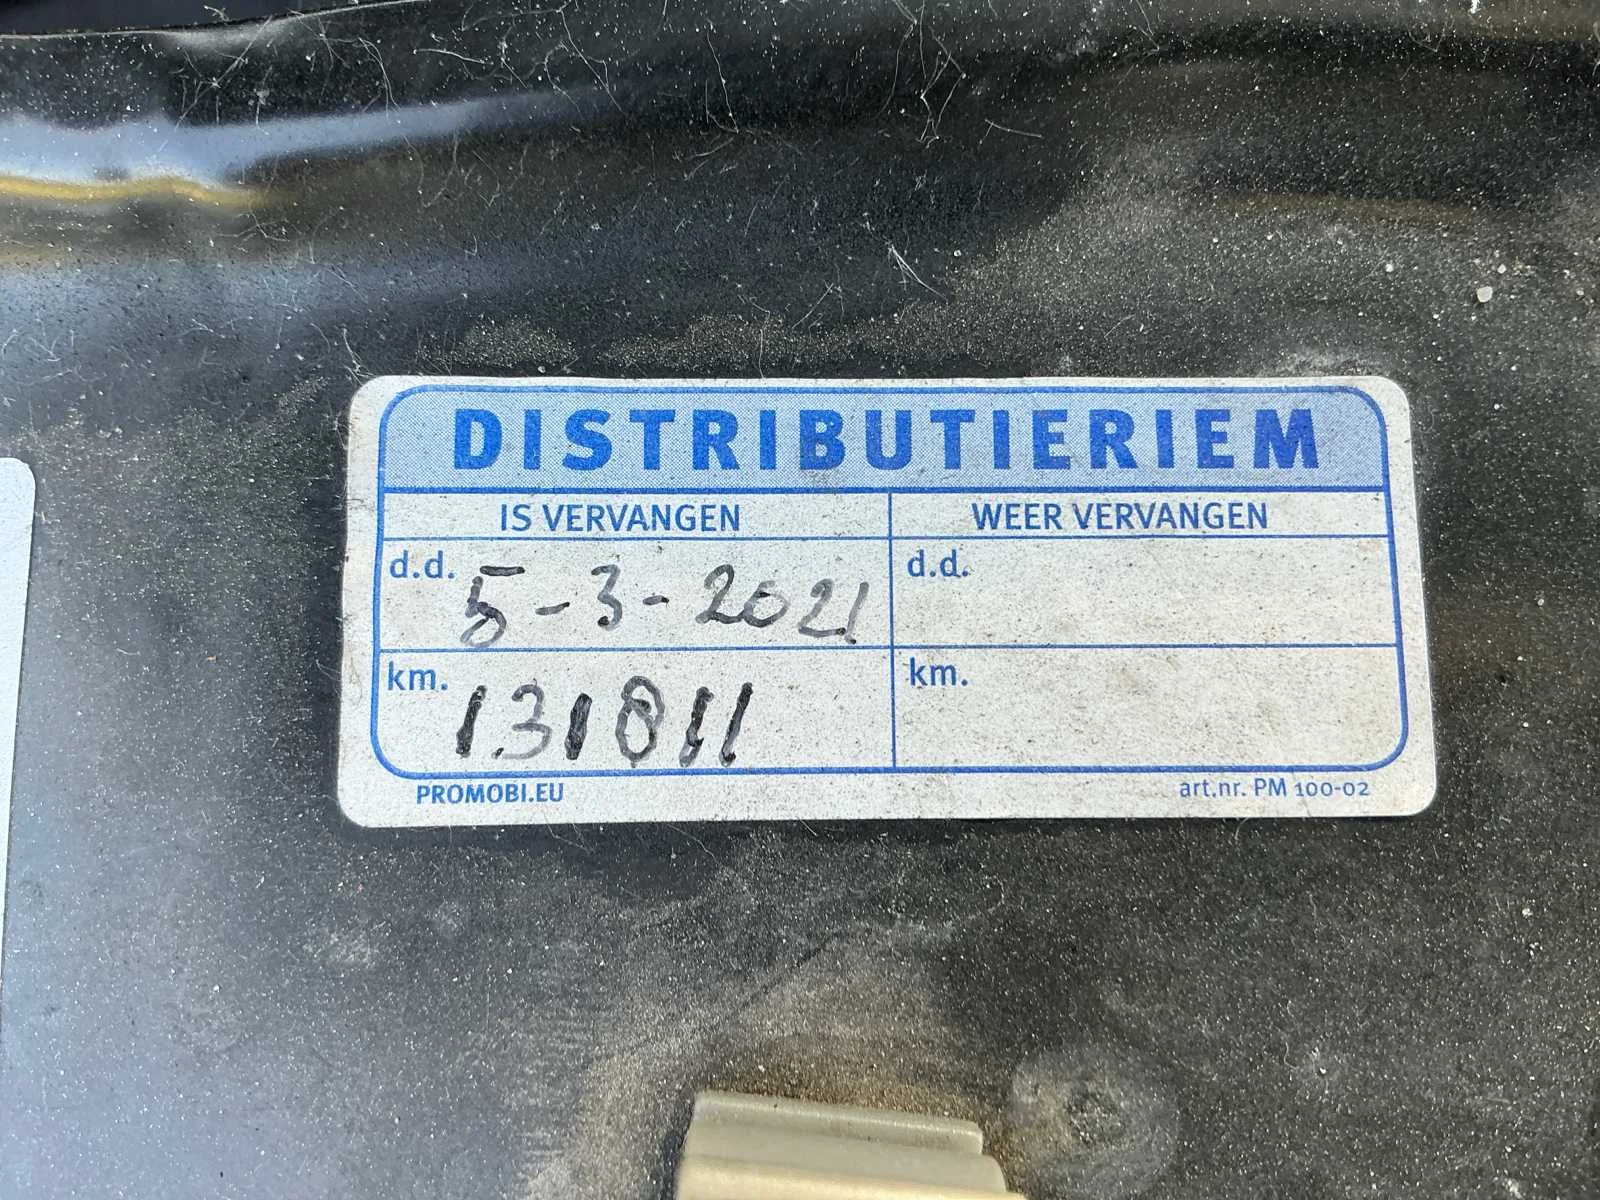 DISTRIBUTIERIEM
IS VERVANGEN WEER VERVANGEN
d.d. 5-3-2021 d.d.
km. 131811 km.
PROMOBI.EU art.nr. PM 100-02